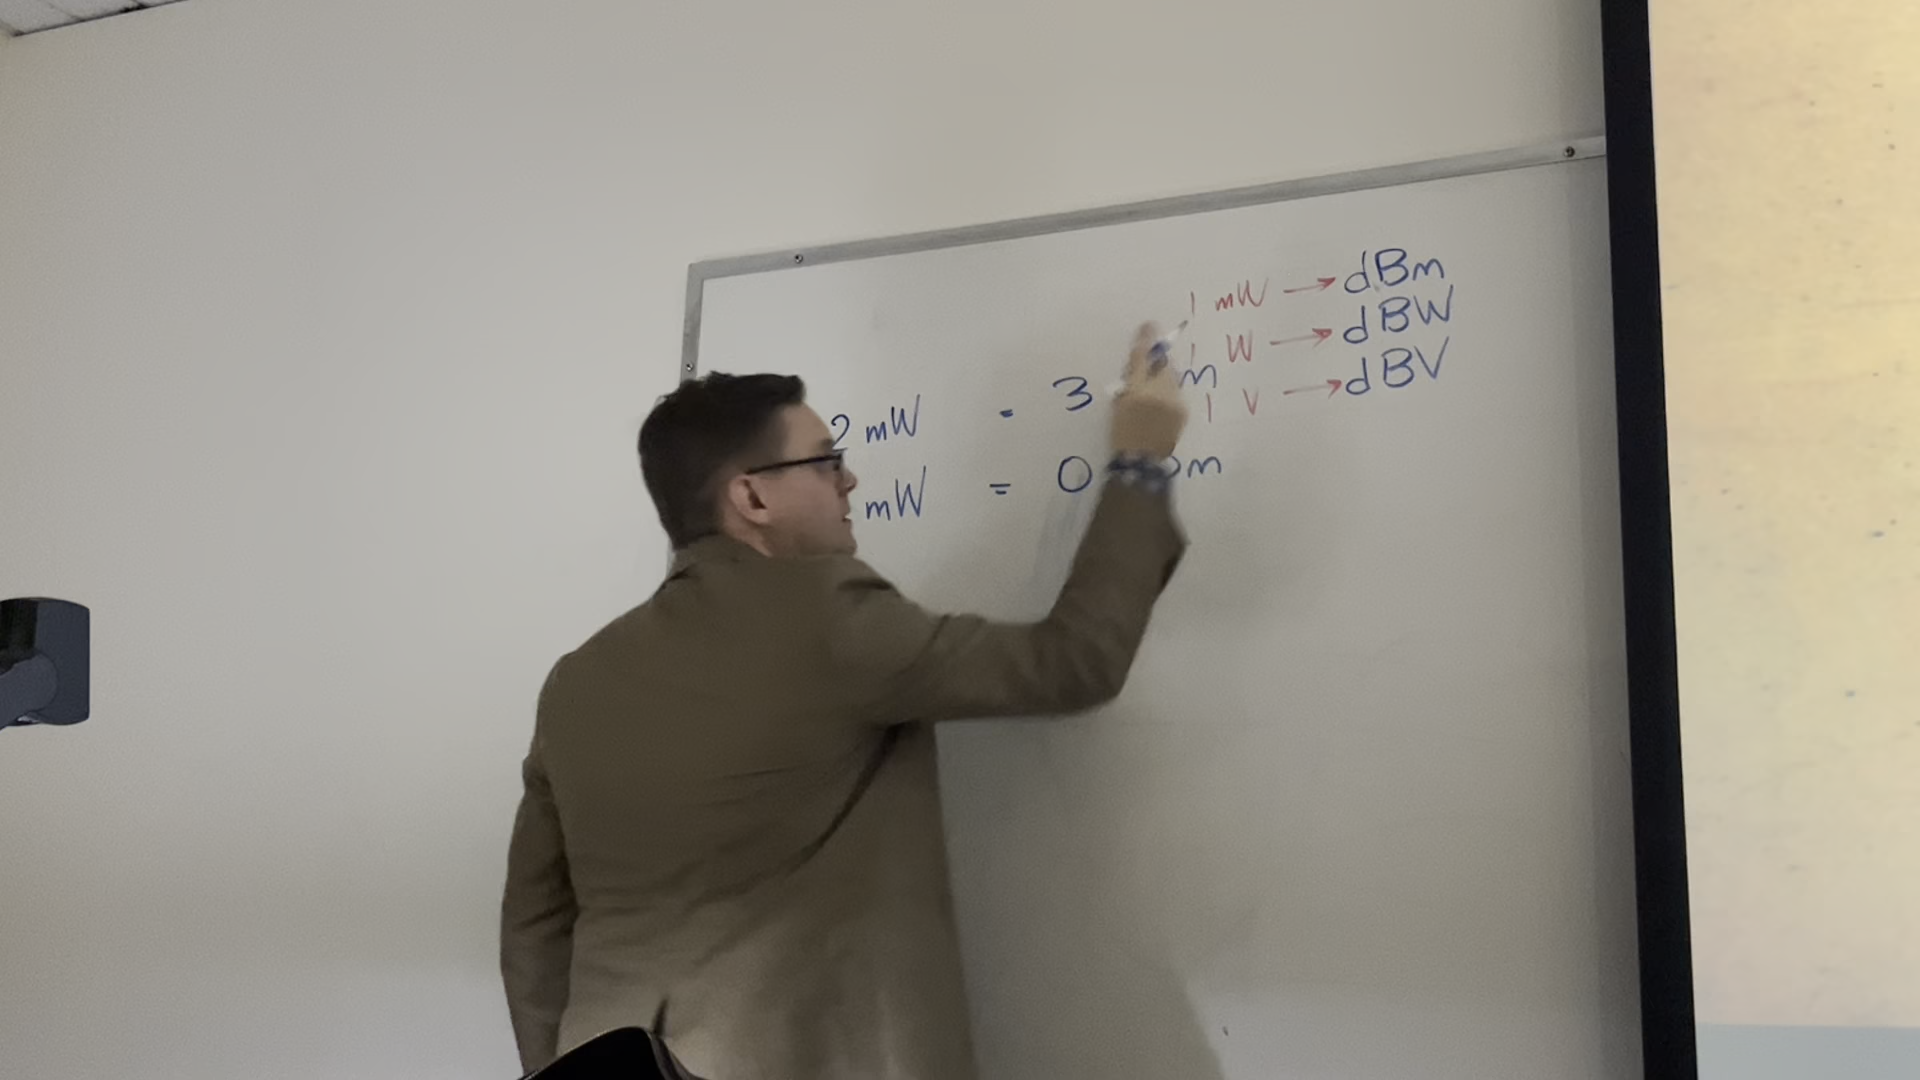 1 mW → dBm
1 W → dBW
1 V → dBV
2 mW = 3 m
mW = 0 m